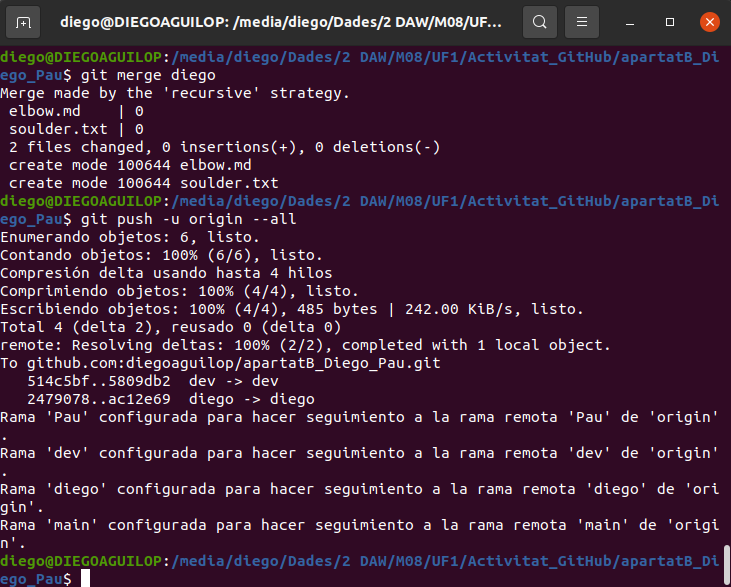 diego@DIEGOAGUILOP: /media/diego/Dades/2 DAW/M08/UF...
diego@DIEGOAGUILOP:/media/diego/Dades/2 DAW/M08/UF1/Activitat_GitHub/apartatB_Di
ego_Pau$ git merge diego
Merge made by the 'recursive' strategy.
 elbow.md    | 0
 soulder.txt | 0
 2 files changed, 0 insertions(+), 0 deletions(-)
 create mode 100644 elbow.md
 create mode 100644 soulder.txt
diego@DIEGOAGUILOP:/media/diego/Dades/2 DAW/M08/UF1/Activitat_GitHub/apartatB_Di
ego_Pau$ git push -u origin --all
Enumerando objetos: 6, listo.
Contando objetos: 100% (6/6), listo.
Compresión delta usando hasta 4 hilos
Comprimiendo objetos: 100% (4/4), listo.
Escribiendo objetos: 100% (4/4), 485 bytes | 242.00 KiB/s, listo.
Total 4 (delta 2), reusado 0 (delta 0)
remote: Resolving deltas: 100% (2/2), completed with 1 local object.
To github.com:diegoaguilop/apartatB_Diego_Pau.git
   514c5bf..5809db2  dev -> dev
   2479078..ac12e69  diego -> diego
Rama 'Pau' configurada para hacer seguimiento a la rama remota 'Pau' de 'origin'
.
Rama 'dev' configurada para hacer seguimiento a la rama remota 'dev' de 'origin'
.
Rama 'diego' configurada para hacer seguimiento a la rama remota 'diego' de 'ori
gin'.
Rama 'main' configurada para hacer seguimiento a la rama remota 'main' de 'origi
n'.
diego@DIEGOAGUILOP:/media/diego/Dades/2 DAW/M08/UF1/Activitat_GitHub/apartatB_Di
ego_Pau$